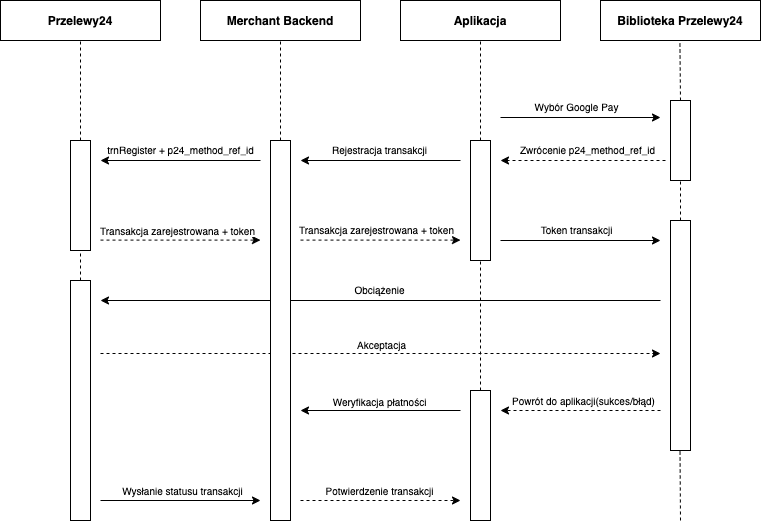 Przelewy24
Merchant Backend
Aplikacja
Biblioteka Przelewy24
Wybór Google Pay
trnRegister + p24_method_ref_id
Rejestracja transakcji
Zwrócenie p24_method_ref_id
Transakcja zarejestrowana + token
Transakcja zarejestrowana + token
Token transakcji
Obciążenie
Akceptacja
Weryfikacja płatności
Powrót do aplikacji(sukces/błąd)
Wysłanie statusu transakcji
Potwierdzenie transakcji